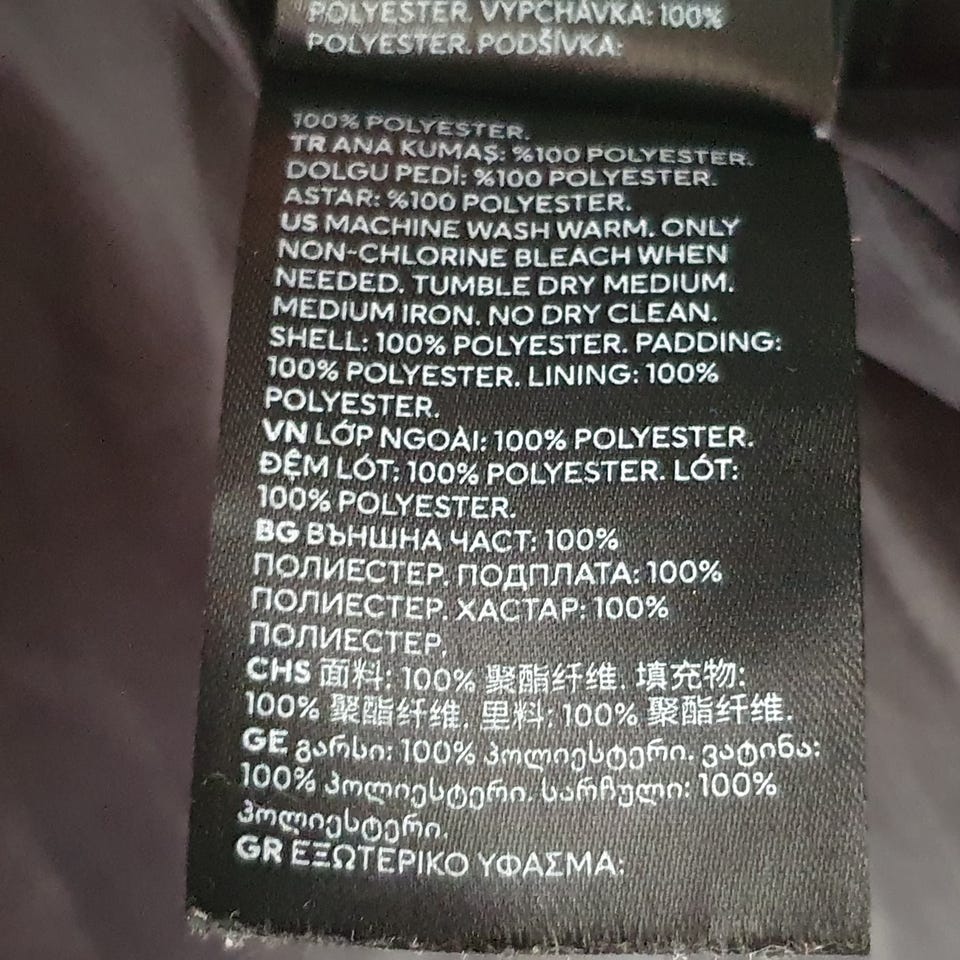 POLYESTER. VÝPCHÁVKA: 100%
POLYESTER. PODŠÍVKA:
100% POLYESTER.
TR ANA KUMAŞ: %100 POLYESTER.
DOLGU PEDİ: %100 POLYESTER.
ASTAR: %100 POLYESTER.
US MACHINE WASH WARM. ONLY
NON-CHLORINE BLEACH WHEN
NEEDED. TUMBLE DRY MEDIUM.
MEDIUM IRON. NO DRY CLEAN.
SHELL: 100% POLYESTER. PADDING:
100% POLYESTER. LINING: 100%
POLYESTER.
VN LỚP NGOÀI: 100% POLYESTER.
ĐỆM LÓT: 100% POLYESTER. LÓT:
100% POLYESTER.
BG ВЪНШНА ЧАСТ: 100%
ПОЛИЕСТЕР. ПОДПЛАТА: 100%
ПОЛИЕСТЕР. ХАСТАР: 100%
ПОЛИЕСТЕР.
CHS 面料: 100% 聚酯纤维. 填充物:
100% 聚酯纤维. 里料: 100% 聚酯纤维.
GE გარსი: 100% პოლიესტერი. ვატინა:
100% პოლიესტერი. სარჩული: 100%
პოლიესტერი.
GR ΕΞΩΤΕΡΙΚΟ ΥΦΑΣΜΑ: